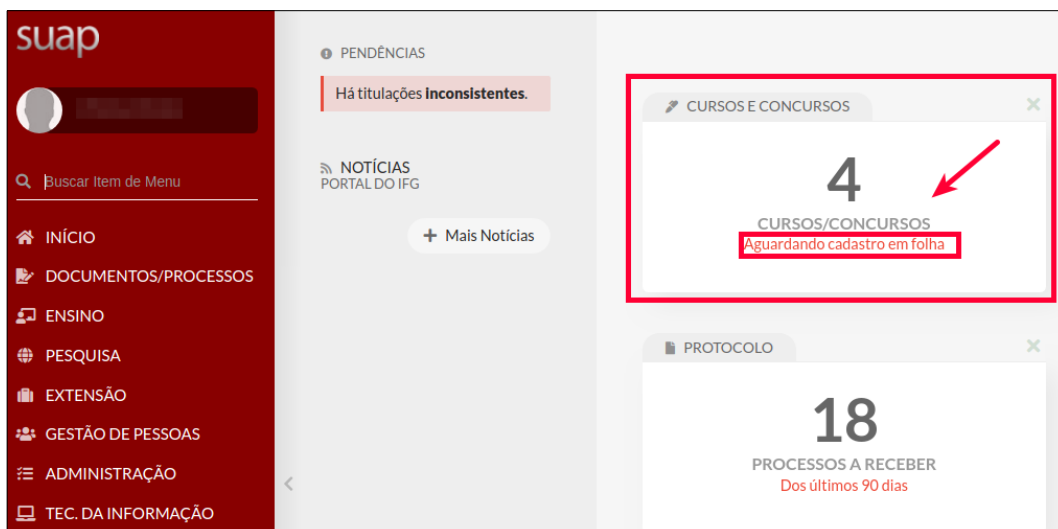 suap
Buscar Item de Menu
INÍCIO
DOCUMENTOS/PROCESSOS
ENSINO
PESQUISA
EXTENSÃO
GESTÃO DE PESSOAS
ADMINISTRAÇÃO
TEC. DA INFORMAÇÃO
PENDÊNCIAS
Há titulações inconsistentes.
NOTÍCIAS
PORTAL DO IFG
+ Mais Notícias
CURSOS E CONCURSOS
4
CURSOS/CONCURSOS
Aguardando cadastro em folha
PROTOCOLO
18
PROCESSOS A RECEBER
Dos últimos 90 dias